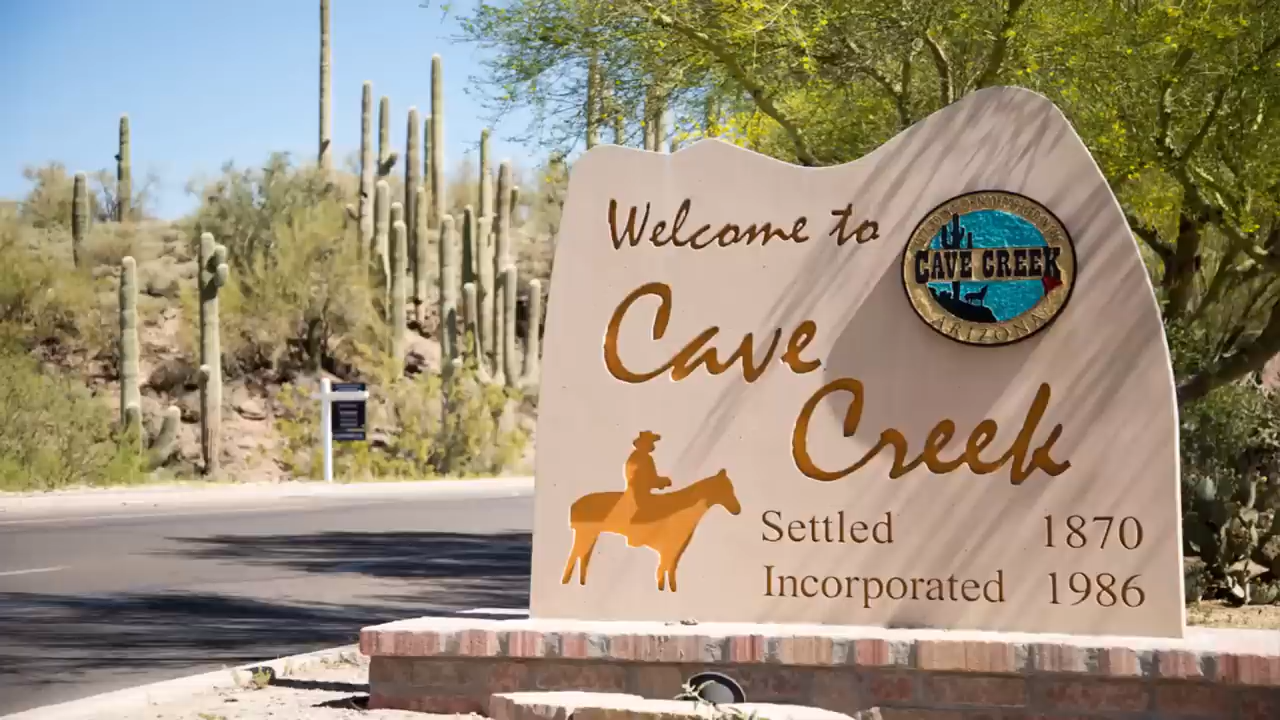 Welcome to
Cave
Creek
CAVE CREEK
ARIZONA
Settled 1870
Incorporated 1986